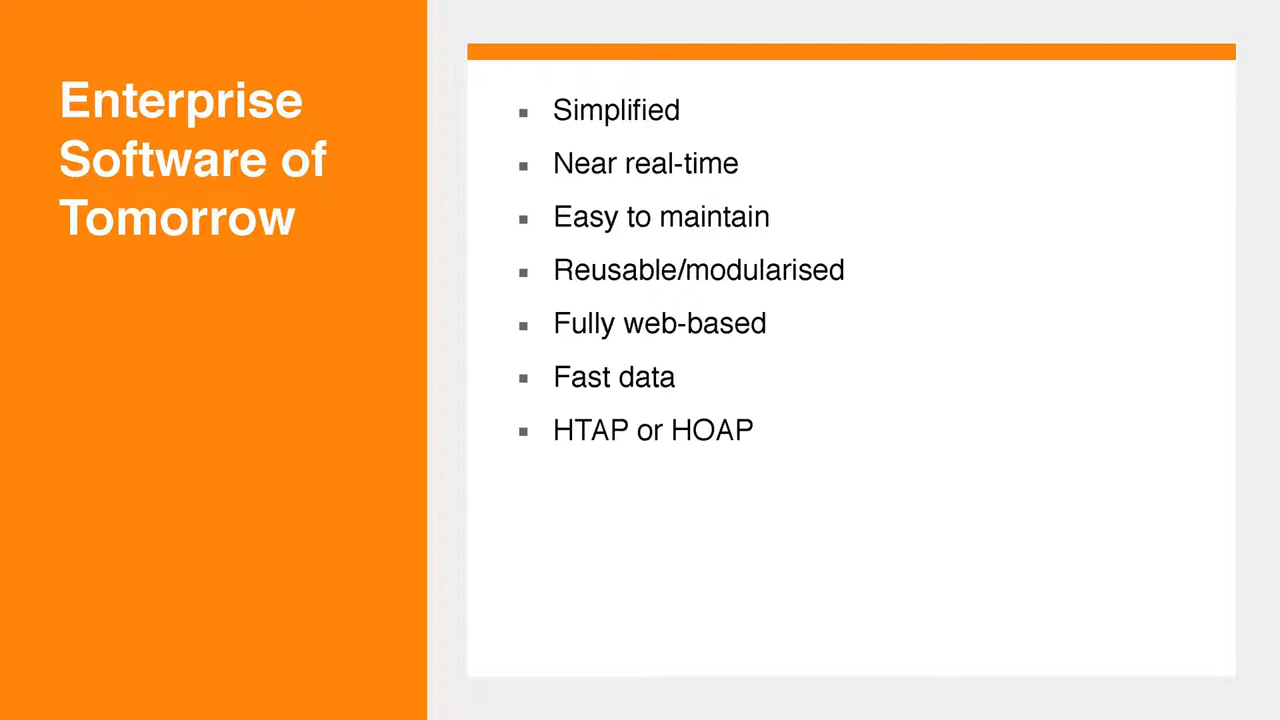 Enterprise
Software of
Tomorrow
▪ Simplified
▪ Near real-time
▪ Easy to maintain
▪ Reusable/modularised
▪ Fully web-based
▪ Fast data
▪ HTAP or HOAP